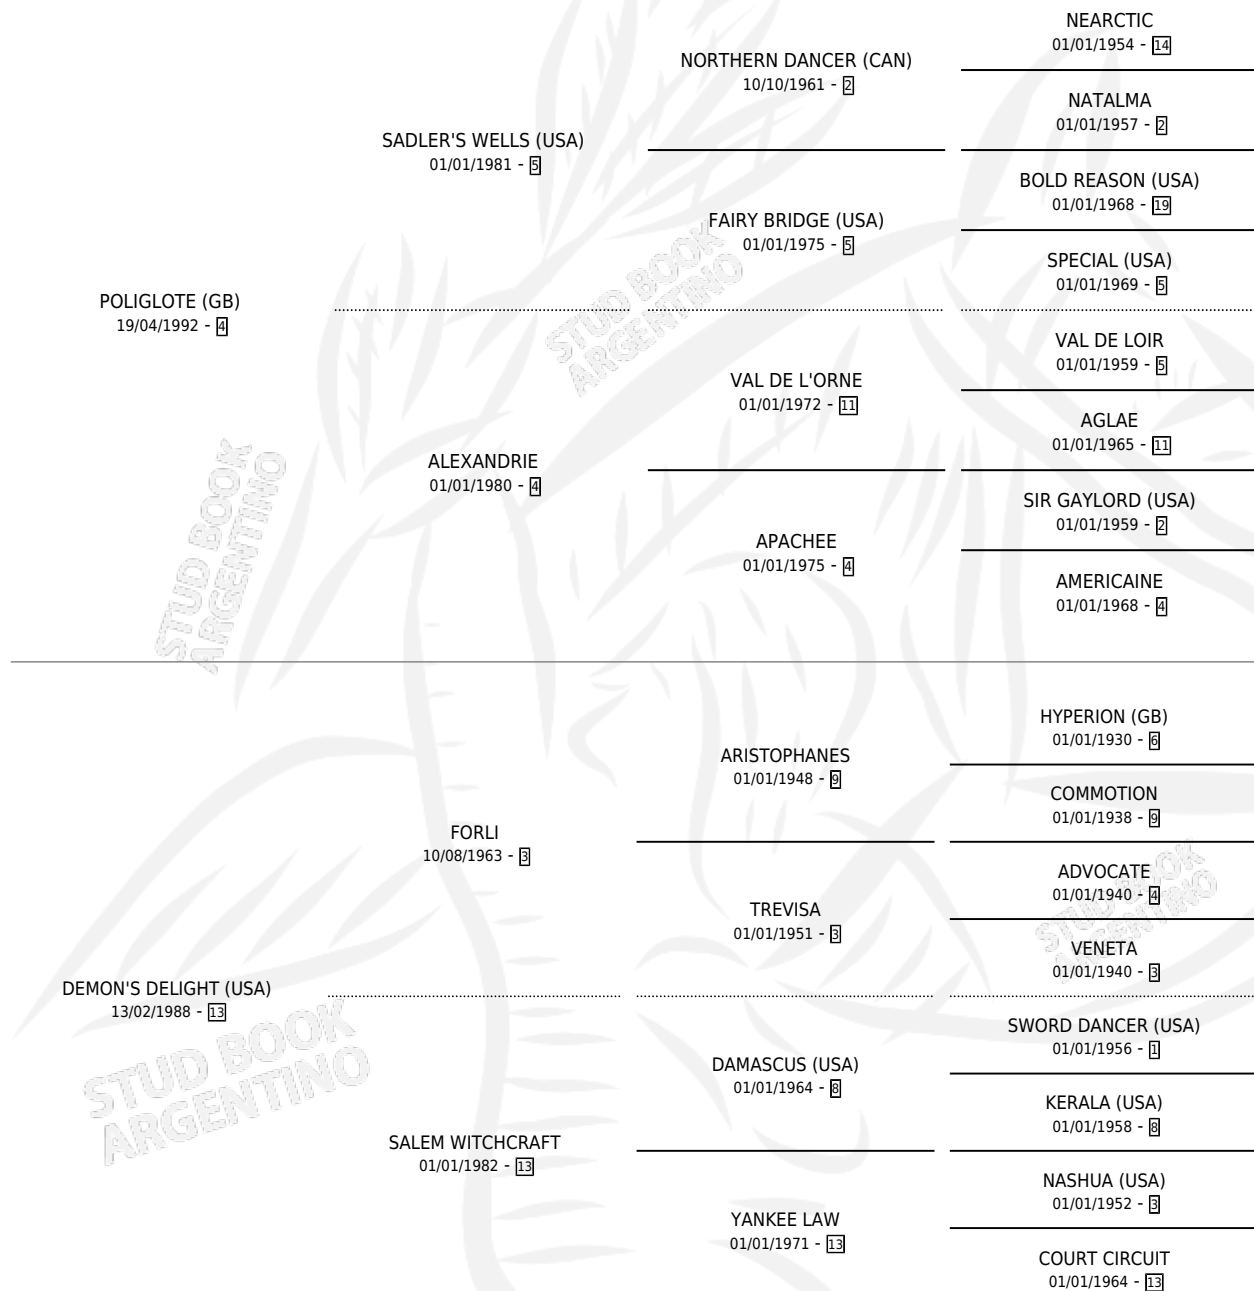 NEARCTIC
01/01/1954 - 14
NORTHERN DANCER (CAN)
10/10/1961 - 2
NATALMA
01/01/1957 - 2
SADLER'S WELLS (USA)
01/01/1981 - 5
BOLD REASON (USA)
01/01/1968 - 19
FAIRY BRIDGE (USA)
01/01/1975 - 5
SPECIAL (USA)
01/01/1969 - 5
POLIGLOTE (GB)
19/04/1992 - 4
STUD BOOK
ARGENTINO
VAL DE LOIR
01/01/1959 - 5
VAL DE L'ORNE
01/01/1972 - 11
AGLAE
01/01/1965 - 11
ALEXANDRIE
01/01/1980 - 4
SIR GAYLORD (USA)
01/01/1959 - 2
APACHEE
01/01/1975 - 4
AMERICAINE
01/01/1968 - 4
STUD BOOK
ARGENTINO
HYPERION (GB)
01/01/1930 - 6
ARISTOPHANES
01/01/1948 - 9
COMMOTION
01/01/1938 - 9
FORLI
10/08/1963 - 3
ADVOCATE
01/01/1940 - 4
TREVISA
01/01/1951 - 3
VENETA
01/01/1940 - 3
STUD BOOK
ARGENTINO
DEMON'S DELIGHT (USA)
13/02/1988 - 13
SWORD DANCER (USA)
01/01/1956 - 1
DAMASCUS (USA)
01/01/1964 - 8
KERALA (USA)
01/01/1958 - 8
STUD BOOK
ARGENTINO
SALEM WITCHCRAFT
01/01/1982 - 13
NASHUA (USA)
01/01/1952 - 3
YANKEE LAW
01/01/1971 - 13
COURT CIRCUIT
01/01/1964 - 13